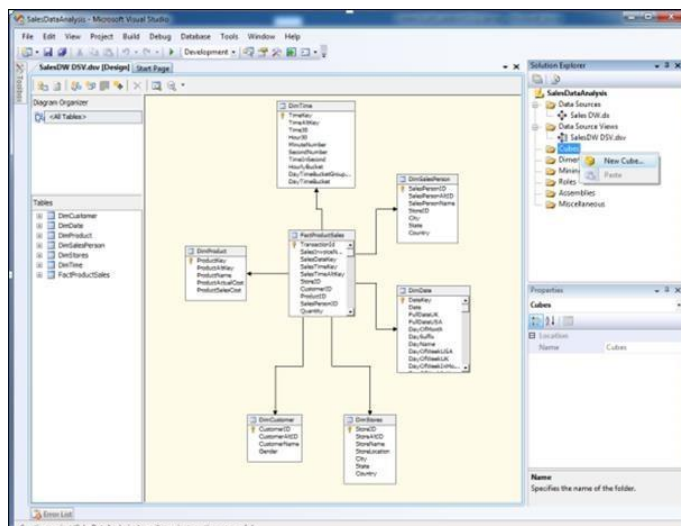 SalesDataAnalysis - Microsoft Visual Studio
File Edit View Project Build Debug Database Tools Window Help
Development
SalesDW DSV.dsv [Design] Start Page
Toolbox
Diagram Organizer
<All Tables>
Tables
DimCustomer
DimDate
DimProduct
DimSalesPerson
DimStores
DimTime
FactProductSales
DimTime
TimeKey
TimeAltKey
Time30
Hour30
MinuteNumber
SecondNumber
TimeInSecond
HourlyBucket
DayTimeBucketGroup...
DayTimeBucket
DimSalesPerson
SalesPersonID
SalesPersonAltID
SalesPersonName
StoreID
City
State
Country
FactProductSales
TransactionId
SalesInvoiceN...
SalesDateKey
SalesTimeKey
SalesTimeAltKey
StoreID
CustomerID
ProductID
SalesPersonID
Quantity
DimProduct
ProductKey
ProductAltKey
ProductName
ProductActualCost
ProductSalesCost
DimDate
DateKey
Date
FullDateUK
FullDateUSA
DayOfMonth
DaySuffix
DayName
DayOfWeekUSA
DayOfWeekUK
DayOfWeekInMo...
DimCustomer
CustomerID
CustomerAltID
CustomerName
Gender
DimStores
StoreID
StoreAltID
StoreName
StoreLocation
City
State
Country
Solution Explorer
SalesDataAnalysis
Data Sources
Sales DW.ds
Data Source Views
SalesDW DSV.dsv
Cubes
Dimen
Mining
Roles
Assemblies
Miscellaneous
New Cube...
Paste
Properties
Cubes
Location
Name Cubes
Name
Specifies the name of the folder.
Error List